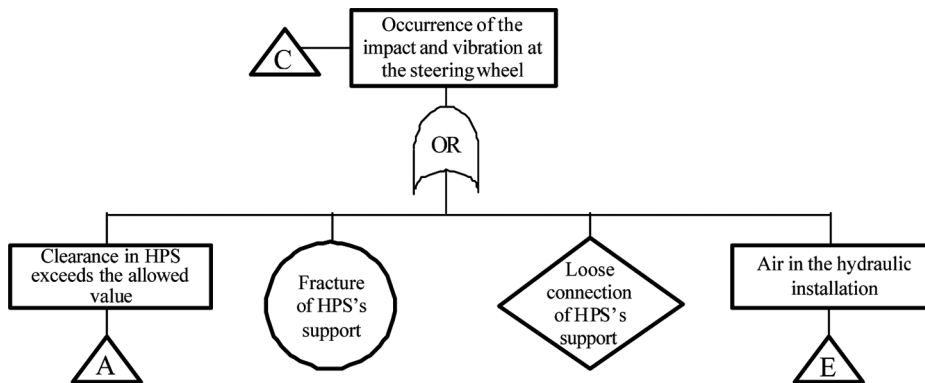 Occurrence of the
impact and vibration at
the steering wheel
C
OR
Clearance in HPS
exceeds the allowed
value
Fracture
of HPS's
support
Loose
connection
of HPS's
support
Air in the hydraulic
installation
A
E